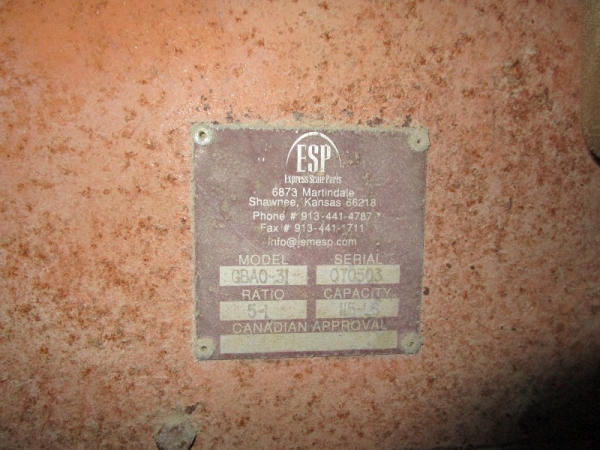 ESP
Express Scale Parts
6873 Martindale
Shawnee, Kansas 66218
Phone # 913-441-4787
Fax # 913-441-1711
info@jemesp.com
MODEL SERIAL
GBAO-31 070503
RATIO CAPACITY
5-1
CANADIAN APPROVAL